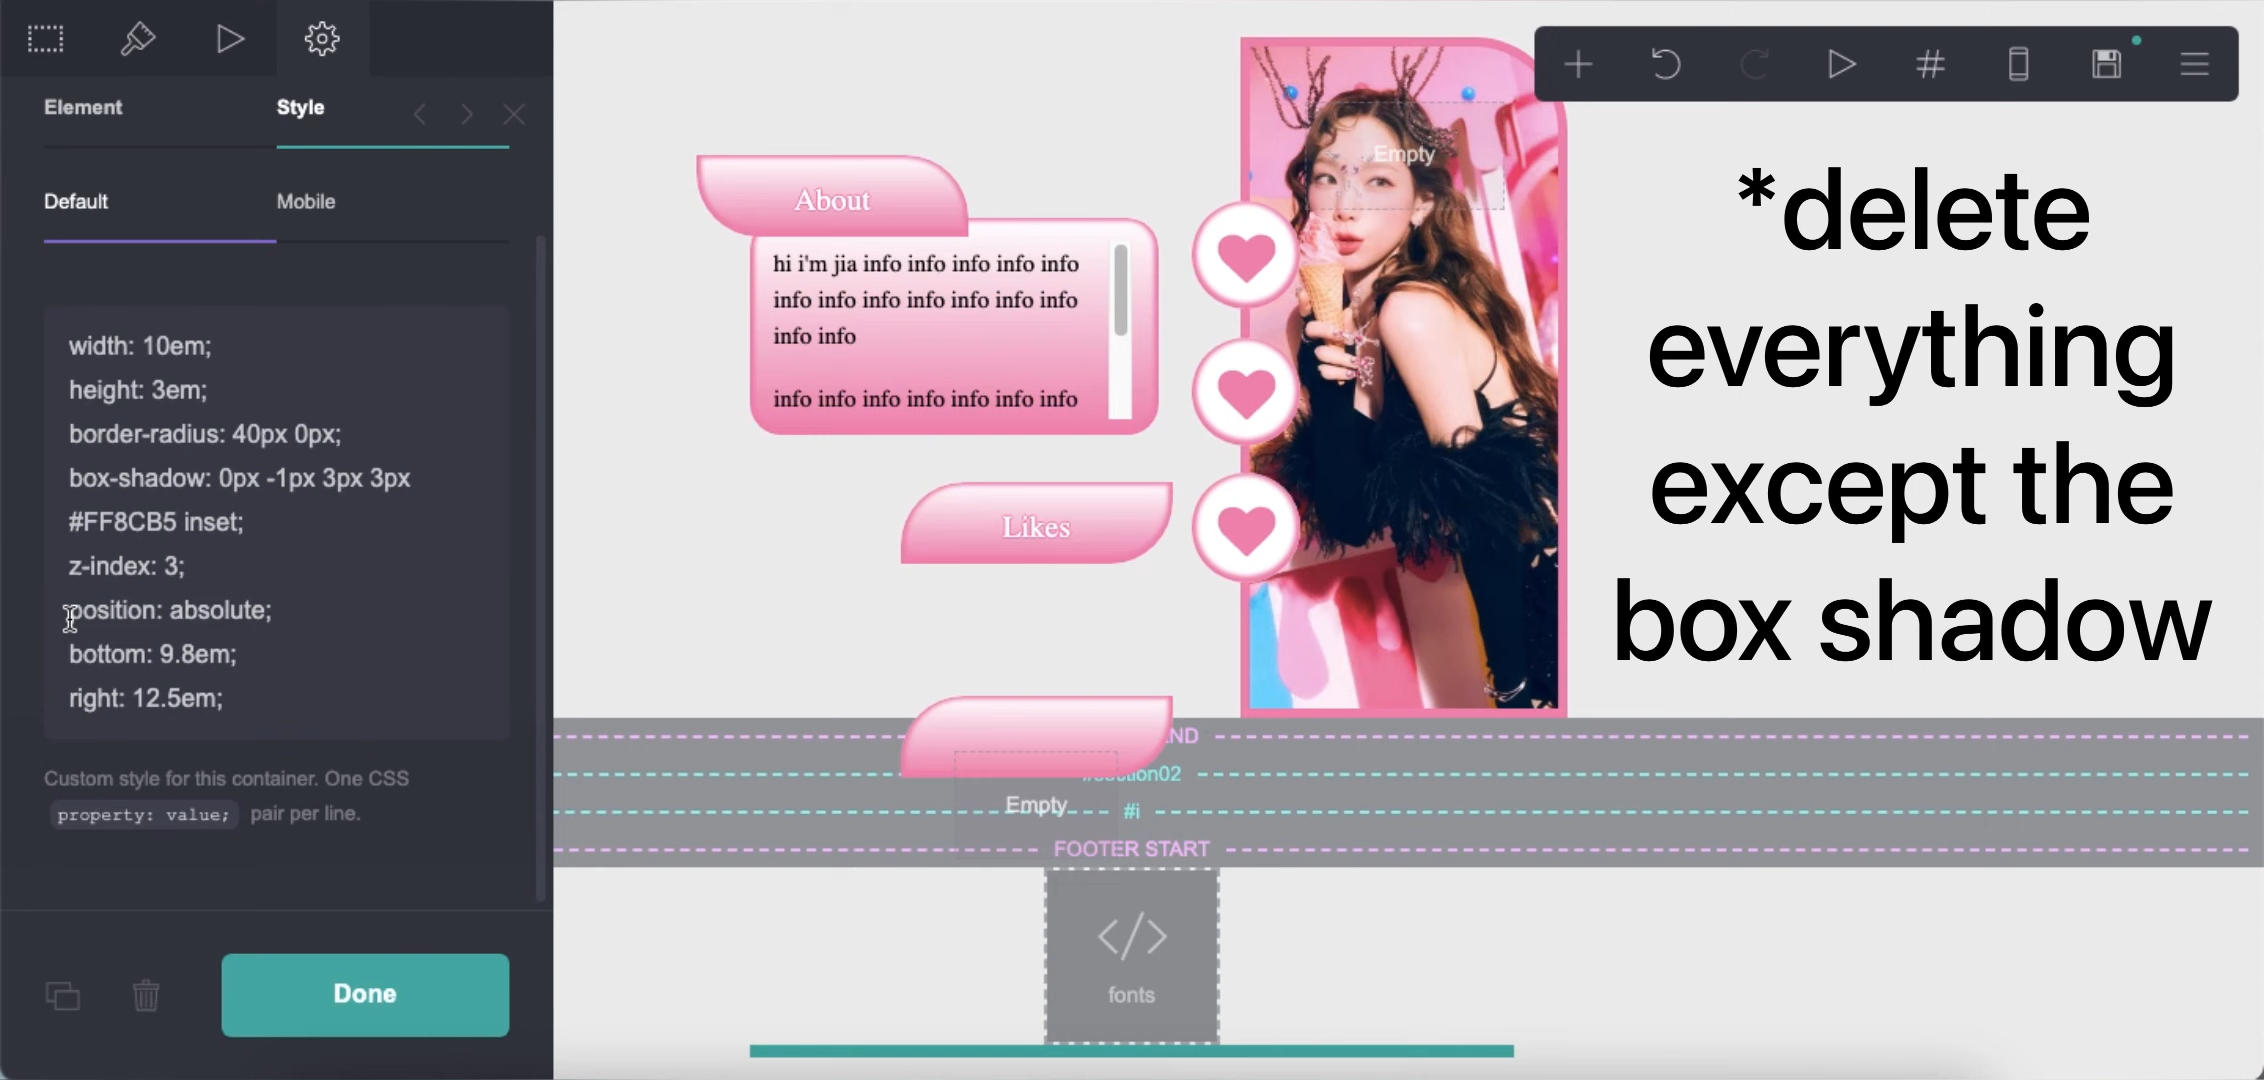 Element
Style
Default
Mobile
width: 10em;
height: 3em;
border-radius: 40px 0px;
box-shadow: 0px -1px 3px 3px
#FF8CB5 inset;
z-index: 3;
position: absolute;
bottom: 9.8em;
right: 12.5em;
Custom style for this container. One CSS
property: value; pair per line.
Done
About
hi i'm jia info info info info info
info info info info info info info
info info
info info info info info info info
Likes
Empty
*delete
everything
except the
box shadow
Empty
#i
FOOTER START
</> 
fonts